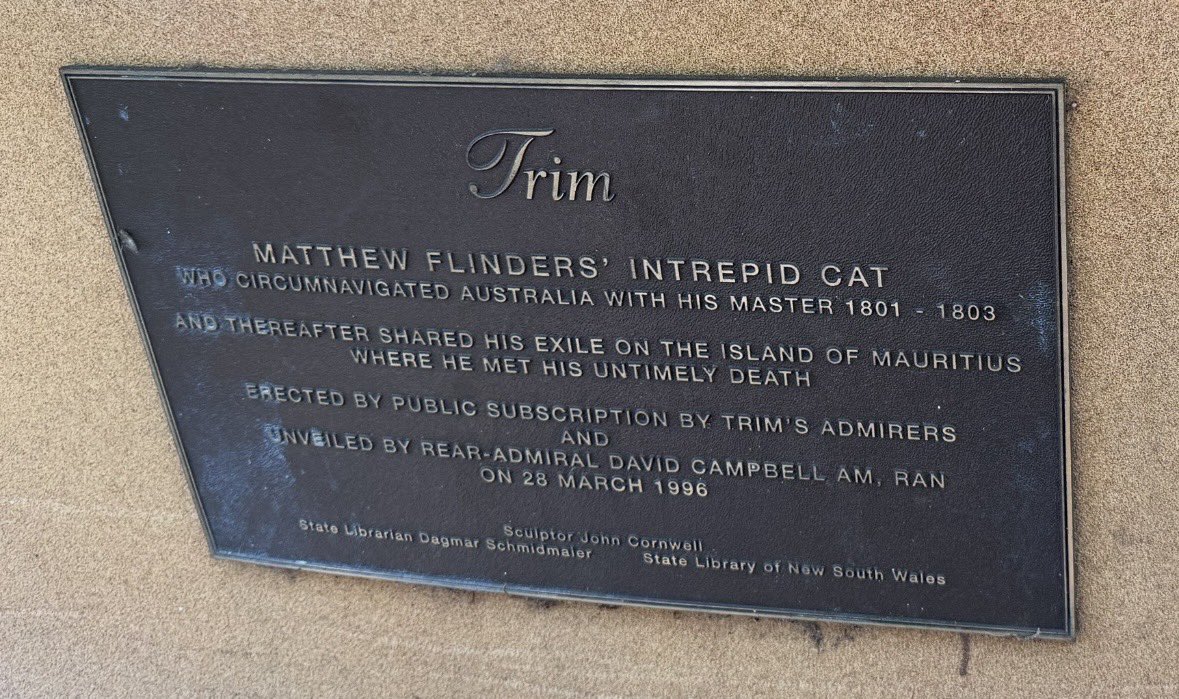 Trim
MATTHEW FLINDERS' INTREPID CAT
WHO CIRCUMNAVIGATED AUSTRALIA WITH HIS MASTER 1801 - 1803
AND THEREAFTER SHARED HIS EXILE ON THE ISLAND OF MAURITIUS
WHERE HE MET HIS UNTIMELY DEATH
ERECTED BY PUBLIC SUBSCRIPTION BY TRIM'S ADMIRERS
AND
UNVEILED BY REAR-ADMIRAL DAVID CAMPBELL AM, RAN
ON 28 MARCH 1996
Sculptor John Cornwell
State Librarian Dagmar Schmidmaier State Library of New South Wales